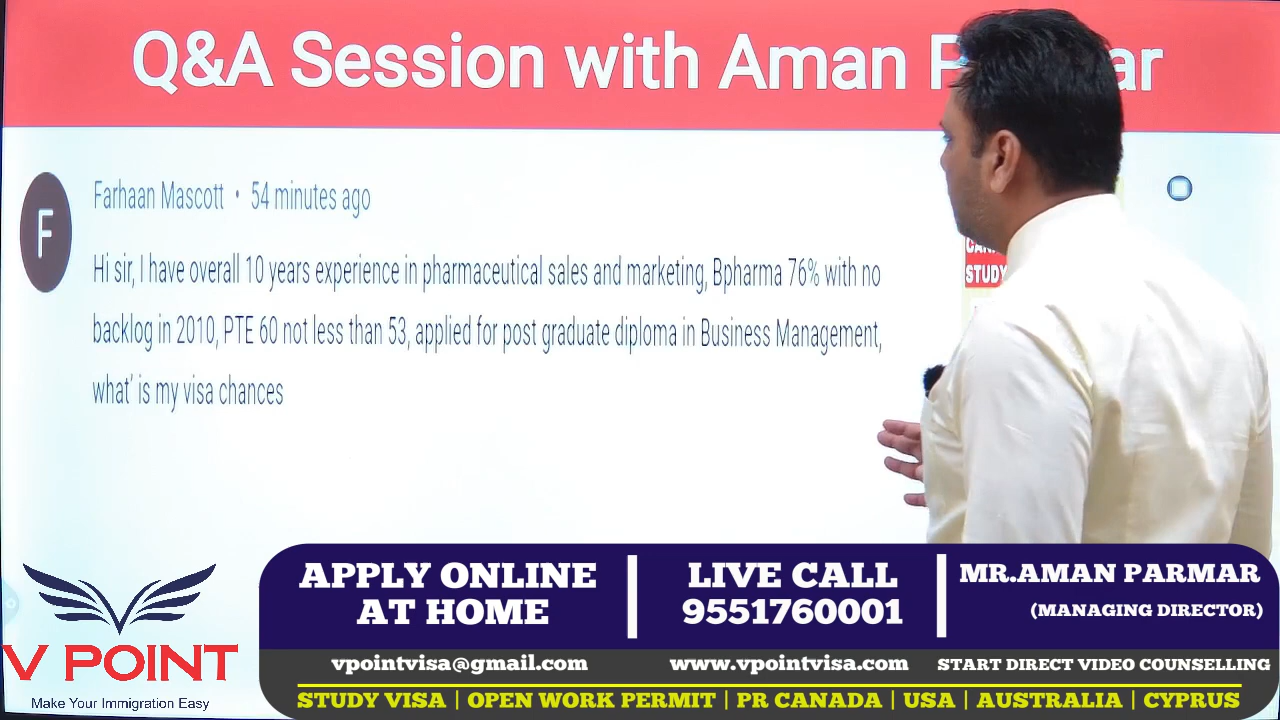 Q&A Session with Aman
Farhaan Mascott • 54 minutes ago
F
Hi sir, I have overall 10 years experience in pharmaceutical sales and marketing, Bpharma 76% with no
backlog in 2010, PTE 60 not less than 53, applied for post graduate diploma in Business Management,
what' is my visa chances
STUDY
V POINT
Make Your Immigration Easy
APPLY ONLINE
AT HOME
LIVE CALL
9551760001
MR.AMAN PARMAR
(MANAGING DIRECTOR)
vpointvisa@gmail.com
www.vpointvisa.com
START DIRECT VIDEO COUNSELLING
STUDY VISA | OPEN WORK PERMIT | PR CANADA | USA | AUSTRALIA | CYPRUS